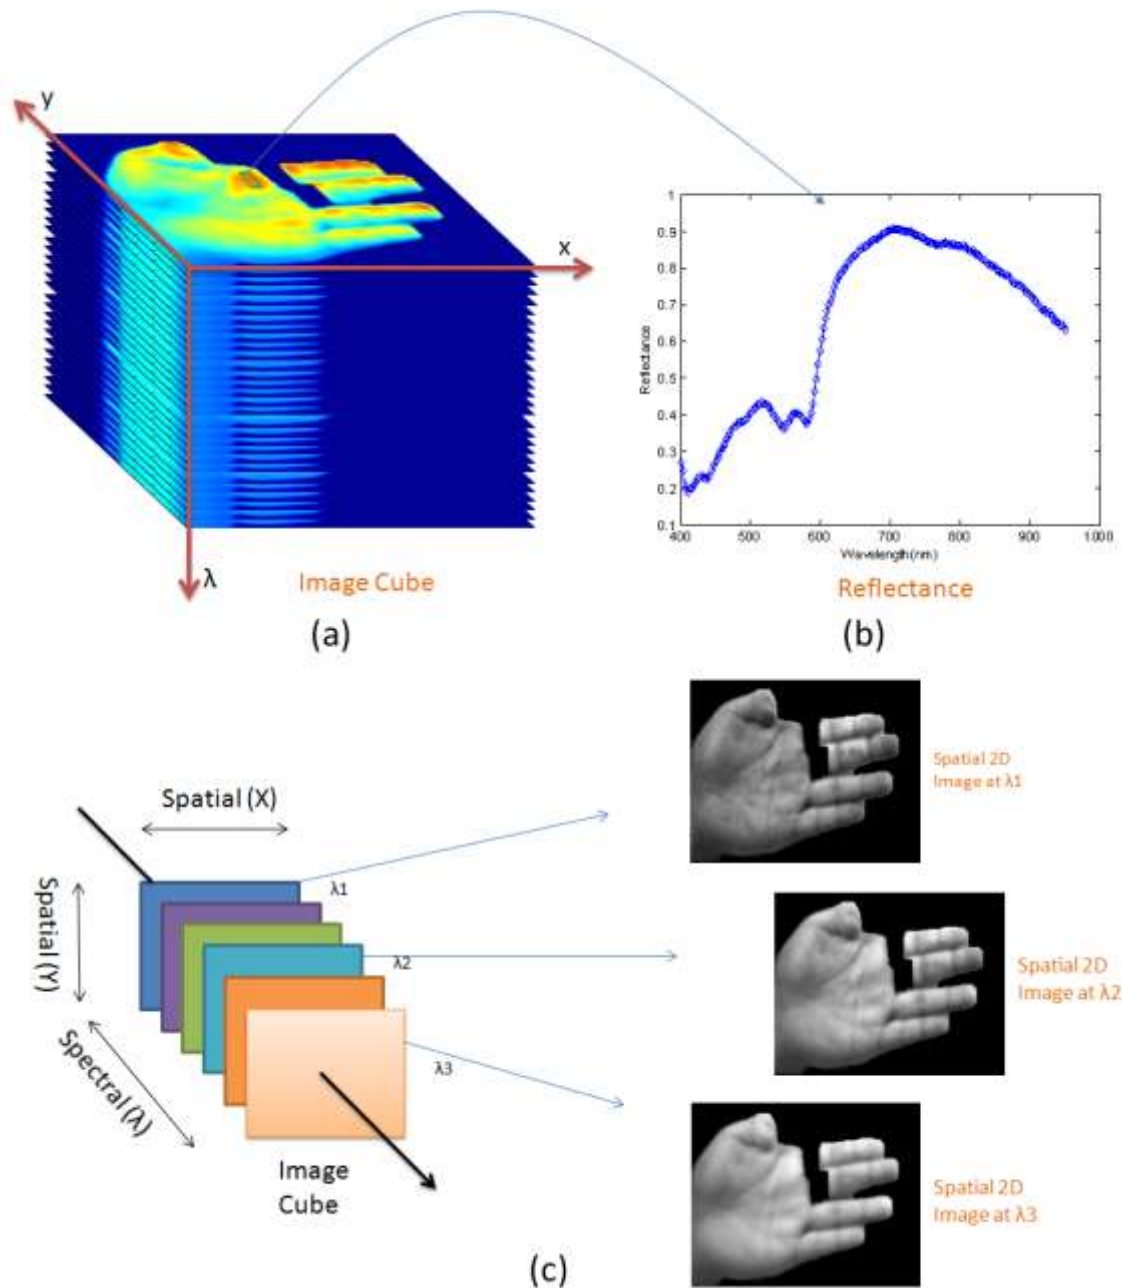 y
x
λ
Image Cube
(a)
1
0.9
0.8
0.7
0.6
0.5
0.4
0.3
0.2
0.1
Reflectance
400 500 600 700 800 900 1000
Wavelength(nm)
Reflectance
(b)
Spatial (X)
Spatial (Y)
Spectral (λ)
λ1
λ2
λ3
Image
Cube
Spatial 2D
Image at λ1
Spatial 2D
Image at λ2
Spatial 2D
Image at λ3
(c)